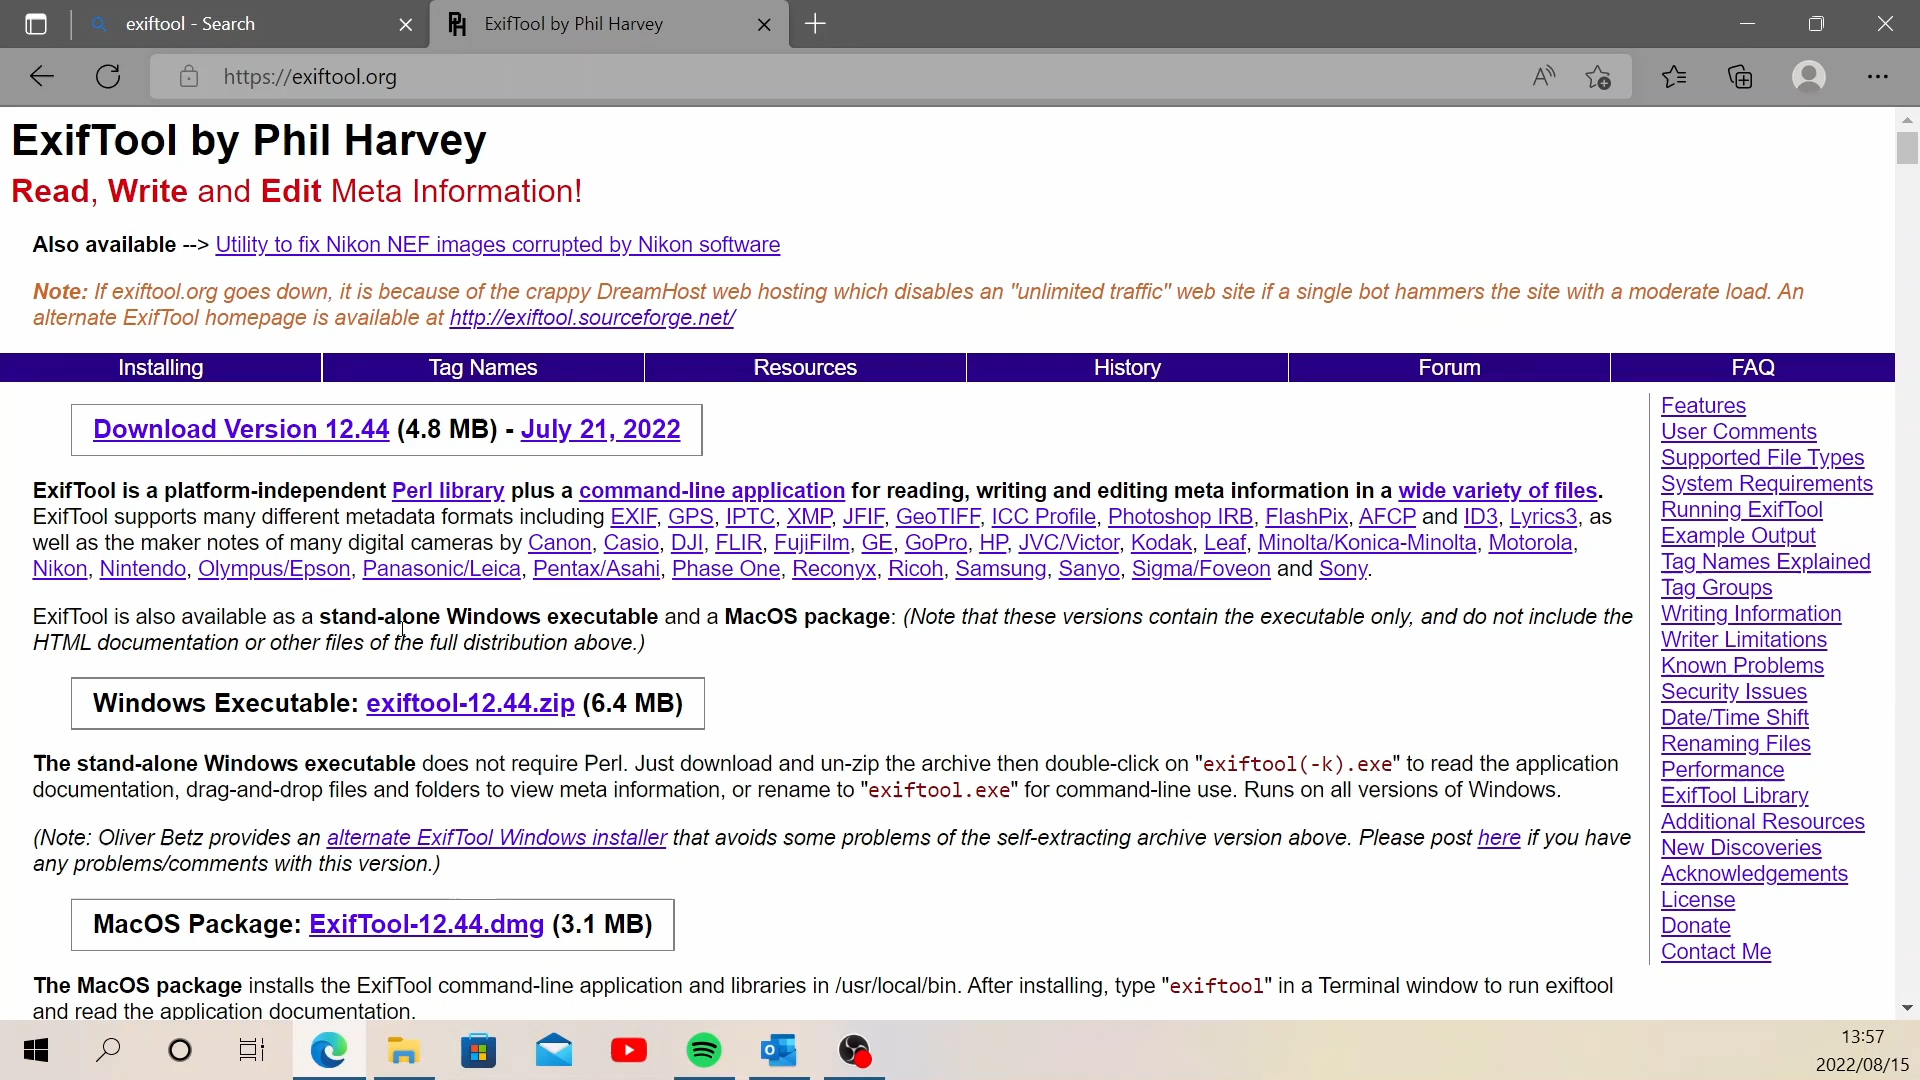 exiftool - Search
ExifTool by Phil Harvey
https://exiftool.org
ExifTool by Phil Harvey
Read, Write and Edit Meta Information!
Also available --> Utility to fix Nikon NEF images corrupted by Nikon software
Note: If exiftool.org goes down, it is because of the crappy DreamHost web hosting which disables an "unlimited traffic" web site if a single bot hammers the site with a moderate load. An
alternate ExifTool homepage is available at http://exiftool.sourceforge.net/
Installing Tag Names Resources History Forum FAQ
Download Version 12.44 (4.8 MB) - July 21, 2022
ExifTool is a platform-independent Perl library plus a command-line application for reading, writing and editing meta information in a wide variety of files.
ExifTool supports many different metadata formats including EXIF, GPS, IPTC, XMP, JFIF, GeoTIFF, ICC Profile, Photoshop IRB, FlashPix, AFCP and ID3, Lyrics3, as
well as the maker notes of many digital cameras by Canon, Casio, DJI, FLIR, FujiFilm, GE, GoPro, HP, JVC/Victor, Kodak, Leaf, Minolta/Konica-Minolta, Motorola,
Nikon, Nintendo, Olympus/Epson, Panasonic/Leica, Pentax/Asahi, Phase One, Reconyx, Ricoh, Samsung, Sanyo, Sigma/Foveon and Sony.
ExifTool is also available as a stand-alone Windows executable and a MacOS package: (Note that these versions contain the executable only, and do not include the
HTML documentation or other files of the full distribution above.)
Windows Executable: exiftool-12.44.zip (6.4 MB)
The stand-alone Windows executable does not require Perl. Just download and un-zip the archive then double-click on "exiftool(-k).exe" to read the application
documentation, drag-and-drop files and folders to view meta information, or rename to "exiftool.exe" for command-line use. Runs on all versions of Windows.
(Note: Oliver Betz provides an alternate ExifTool Windows installer that avoids some problems of the self-extracting archive version above. Please post here if you have
any problems/comments with this version.)
MacOS Package: ExifTool-12.44.dmg (3.1 MB)
The MacOS package installs the ExifTool command-line application and libraries in /usr/local/bin. After installing, type "exiftool" in a Terminal window to run exiftool
and read the application documentation.
Features
User Comments
Supported File Types
System Requirements
Running ExifTool
Example Output
Tag Names Explained
Tag Groups
Writing Information
Writer Limitations
Known Problems
Security Issues
Date/Time Shift
Renaming Files
Performance
ExifTool Library
Additional Resources
New Discoveries
Acknowledgements
License
Donate
Contact Me
13:57
2022/08/15